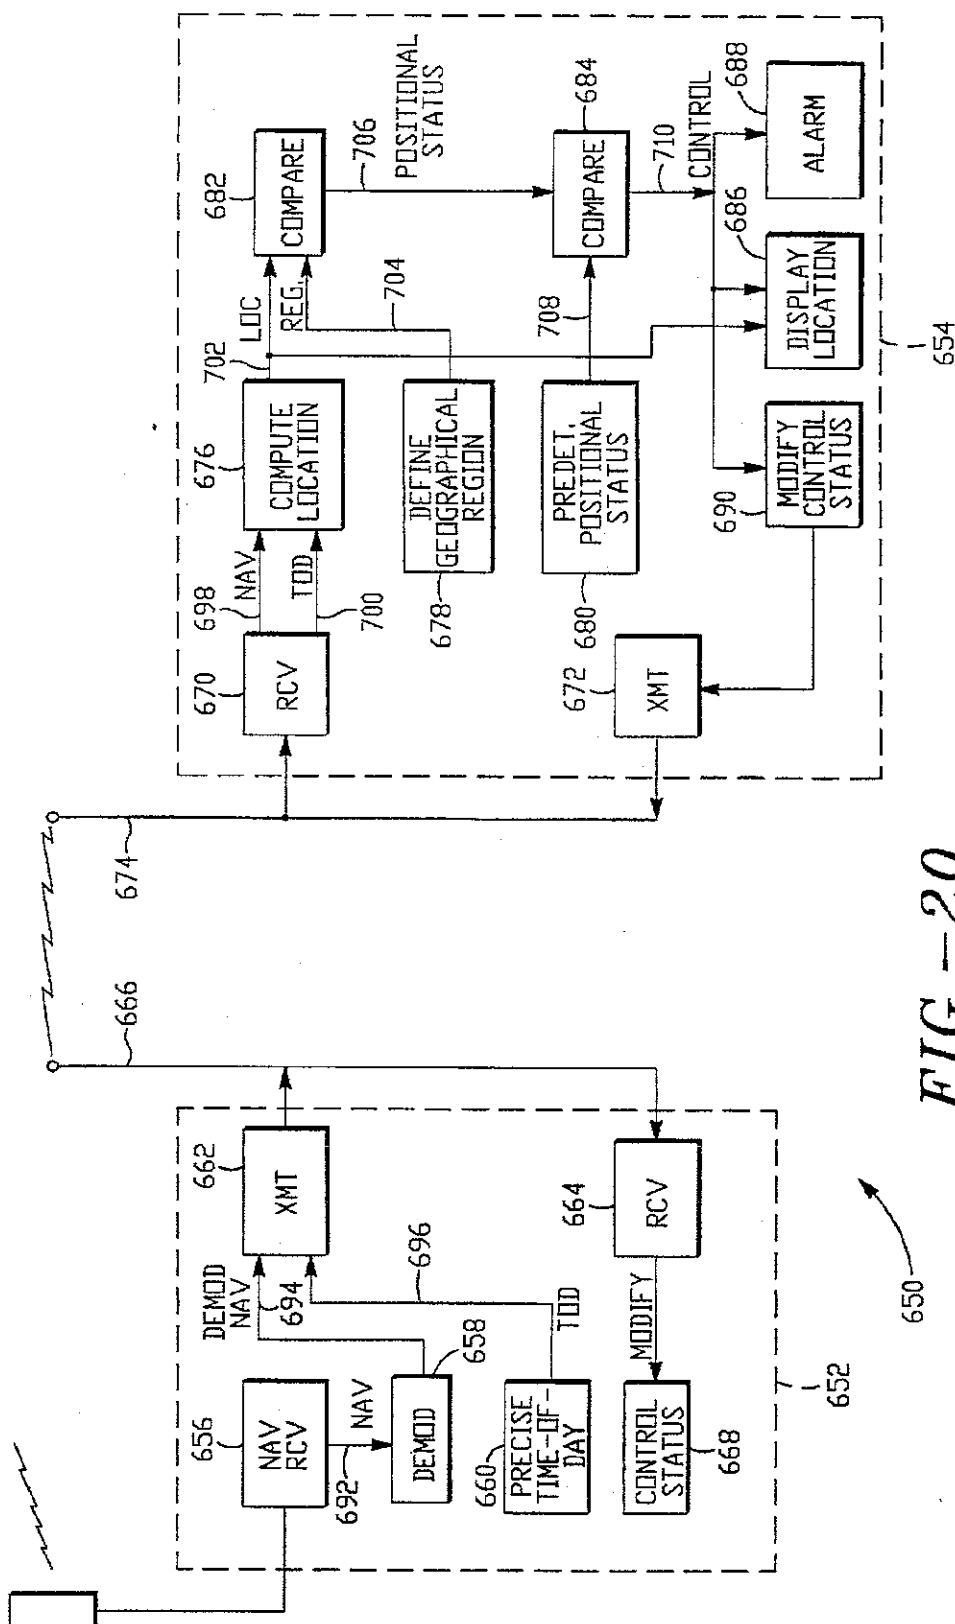 656
NAV
RCV
692
NAV
DEMOD
658
DEMOD
NAV
694
662
XMT
696
660
PRECISE
TIME-OF-
DAY
TOD
CONTROL
STATUS
668
MODIFY
664
RCV
652
650
666
674
670
RCV
698
NAV
TOD
700
676
COMPUTE
LOCATION
702
LOC
REG.
704
682
COMPARE
706
POSITIONAL
STATUS
678
DEFINE
GEOGRAPHICAL
REGION
680
PREDET.
POSITIONAL
STATUS
708
COMPARE
684
710
CONTROL
672
XMT
690
MODIFY
CONTROL
STATUS
686
DISPLAY
LOCATION
688
ALARM
654
FIG-20